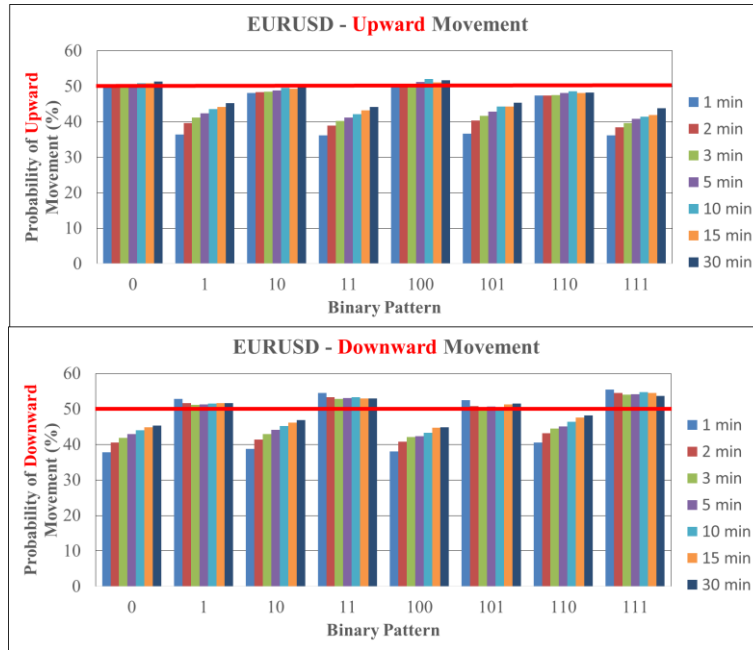 EURUSD - Upward Movement
Probability of Upward
Movement (%)
60
50
40
30
20
10
0
0 1 10 11 100 101 110 111
Binary Pattern
1 min
2 min
3 min
5 min
10 min
15 min
30 min
EURUSD - Downward Movement
Probability of Downward
Movement (%)
60
50
40
30
20
10
0
0 1 10 11 100 101 110 111
Binary Pattern
1 min
2 min
3 min
5 min
10 min
15 min
30 min